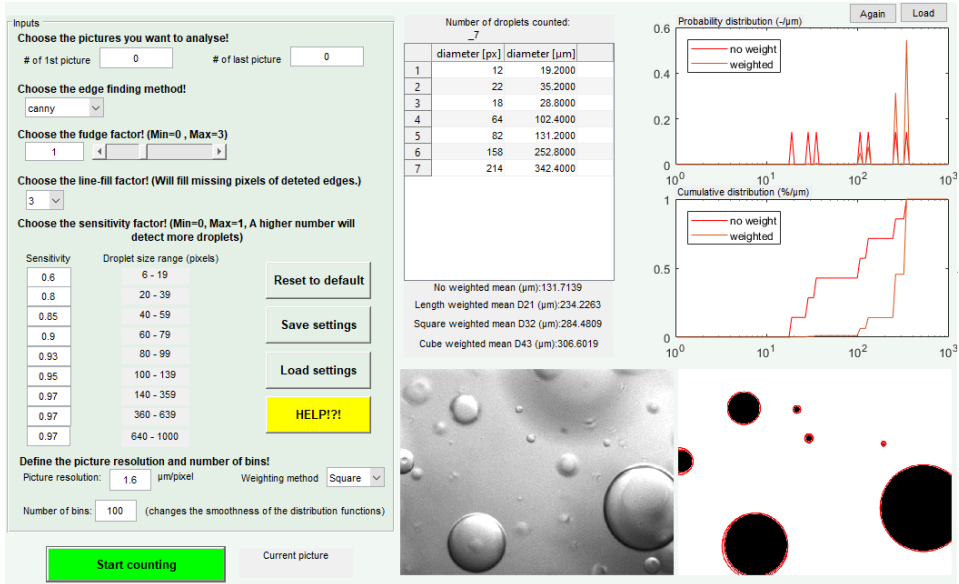 Inputs
Choose the pictures you want to analyse!
# of 1st picture 0 # of last picture 0
Choose the edge finding method!
canny
Choose the fudge factor! (Min=0 , Max=3)
1
Choose the line-fill factor! (Will fill missing pixels of deteted edges.)
3
Choose the sensitivity factor! (Min=0, Max=1, A higher number will
detect more droplets)
Sensitivity Droplet size range (pixels)
0.6 6 - 19
0.8 20 - 39
0.85 40 - 59
0.9 60 - 79
0.93 80 - 99
0.95 100 - 139
0.97 140 - 359
0.97 360 - 639
0.97 640 - 1000
Reset to default
Save settings
Load settings
HELP!?!
Define the picture resolution and number of bins!
Picture resolution: 1.6 µm/pixel Weighting method Square
Number of bins: 100 (changes the smoothness of the distribution functions)
Start counting
Current picture
Number of droplets counted:
_7
diameter [px] diameter [µm]
1 12 19.2000
2 22 35.2000
3 18 28.8000
4 64 102.4000
5 82 131.2000
6 158 252.8000
7 214 342.4000
No weighted mean (µm):131.7139
Length weighted mean D21 (µm):234.2263
Square weighted mean D32 (µm):284.4809
Cube weighted mean D43 (µm):306.6019
Again Load
Probability distribution (-/µm)
0.6
0.4
0.2
0
no weight
weighted
10^0 10^1 10^2 10^3
Cumulative distribution (%/µm)
1
0.5
0
no weight
weighted
10^0 10^1 10^2 10^3